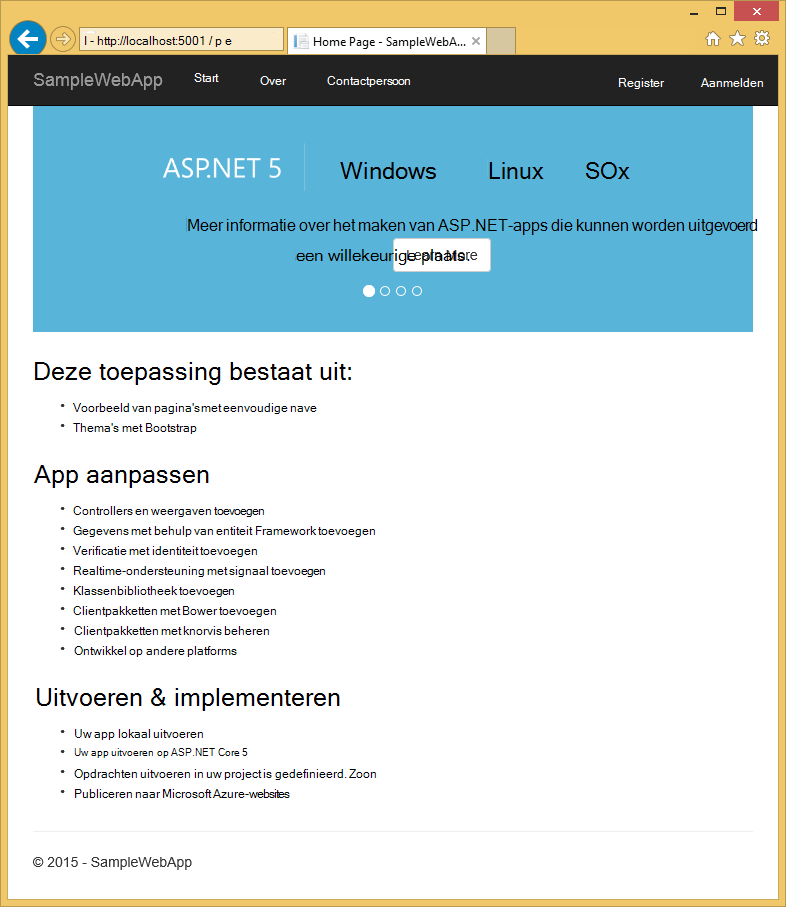 I - http://localhost:5001 / p e
Home Page - SampleWebA...
SampleWebApp Start Over Contactpersoon Register Aanmelden
ASP.NET 5 Windows Linux SOx
Meer informatie over het maken van ASP.NET-apps die kunnen worden uitgevoerd
een willekeurige plaats.
Learn More
Deze toepassing bestaat uit:
• Voorbeeld van pagina's met eenvoudige nave
• Thema's met Bootstrap
App aanpassen
• Controllers en weergaven toevoegen
• Gegevens met behulp van entiteit Framework toevoegen
• Verificatie met identiteit toevoegen
• Realtime-ondersteuning met signaal toevoegen
• Klassenbibliotheek toevoegen
• Clientpakketten met Bower toevoegen
• Clientpakketten met knorvis beheren
• Ontwikkel op andere platforms
Uitvoeren & implementeren
• Uw app lokaal uitvoeren
• Uw app uitvoeren op ASP.NET Core 5
• Opdrachten uitvoeren in uw project is gedefinieerd. Zoon
• Publiceren naar Microsoft Azure-websites
© 2015 - SampleWebApp